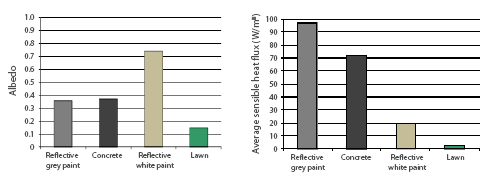 Albedo
1.0
0.9
0.8
0.7
0.6
0.5
0.4
0.3
0.2
0.1
0
Reflective
grey paint
Concrete
Reflective
white paint
Lawn
Average sensible heat flux (W/m²)
100
90
80
70
60
50
40
30
20
10
0
Reflective
grey paint
Concrete
Reflective
white paint
Lawn